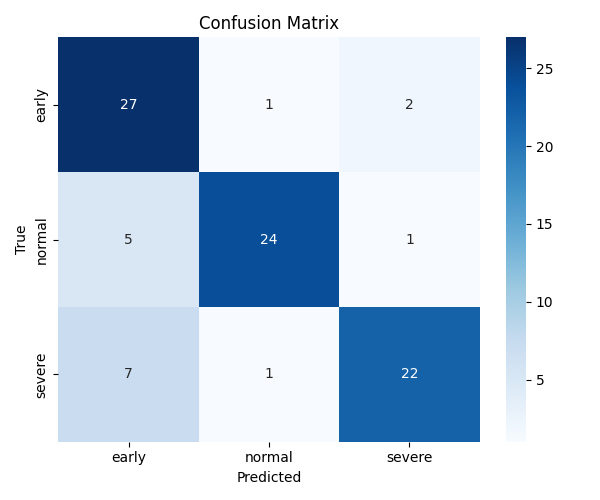 Confusion Matrix
early
27
1
2
normal
5
24
1
severe
7
1
22
early
normal
severe
True
Predicted
25
20
15
10
5